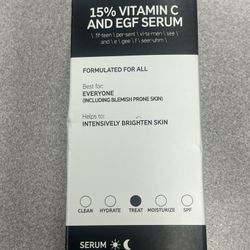 15% VITAMIN C
AND EGF SERUM
\ fif-teen \ per·sent \ vi·ta·men \ see \
and \ e \ gee \ f \ seer·uhm \
FORMULATED FOR ALL
Best for:
EVERYONE
(INCLUDING BLEMISH PRONE SKIN)
Helps to:
INTENSIVELY BRIGHTEN SKIN
CLEAN HYDRATE TREAT MOISTURIZE SPF
SERUM